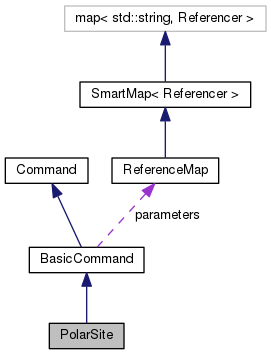 map< std::string, Referencer >
SmartMap< Referencer >
Command
ReferenceMap
parameters
BasicCommand
PolarSite